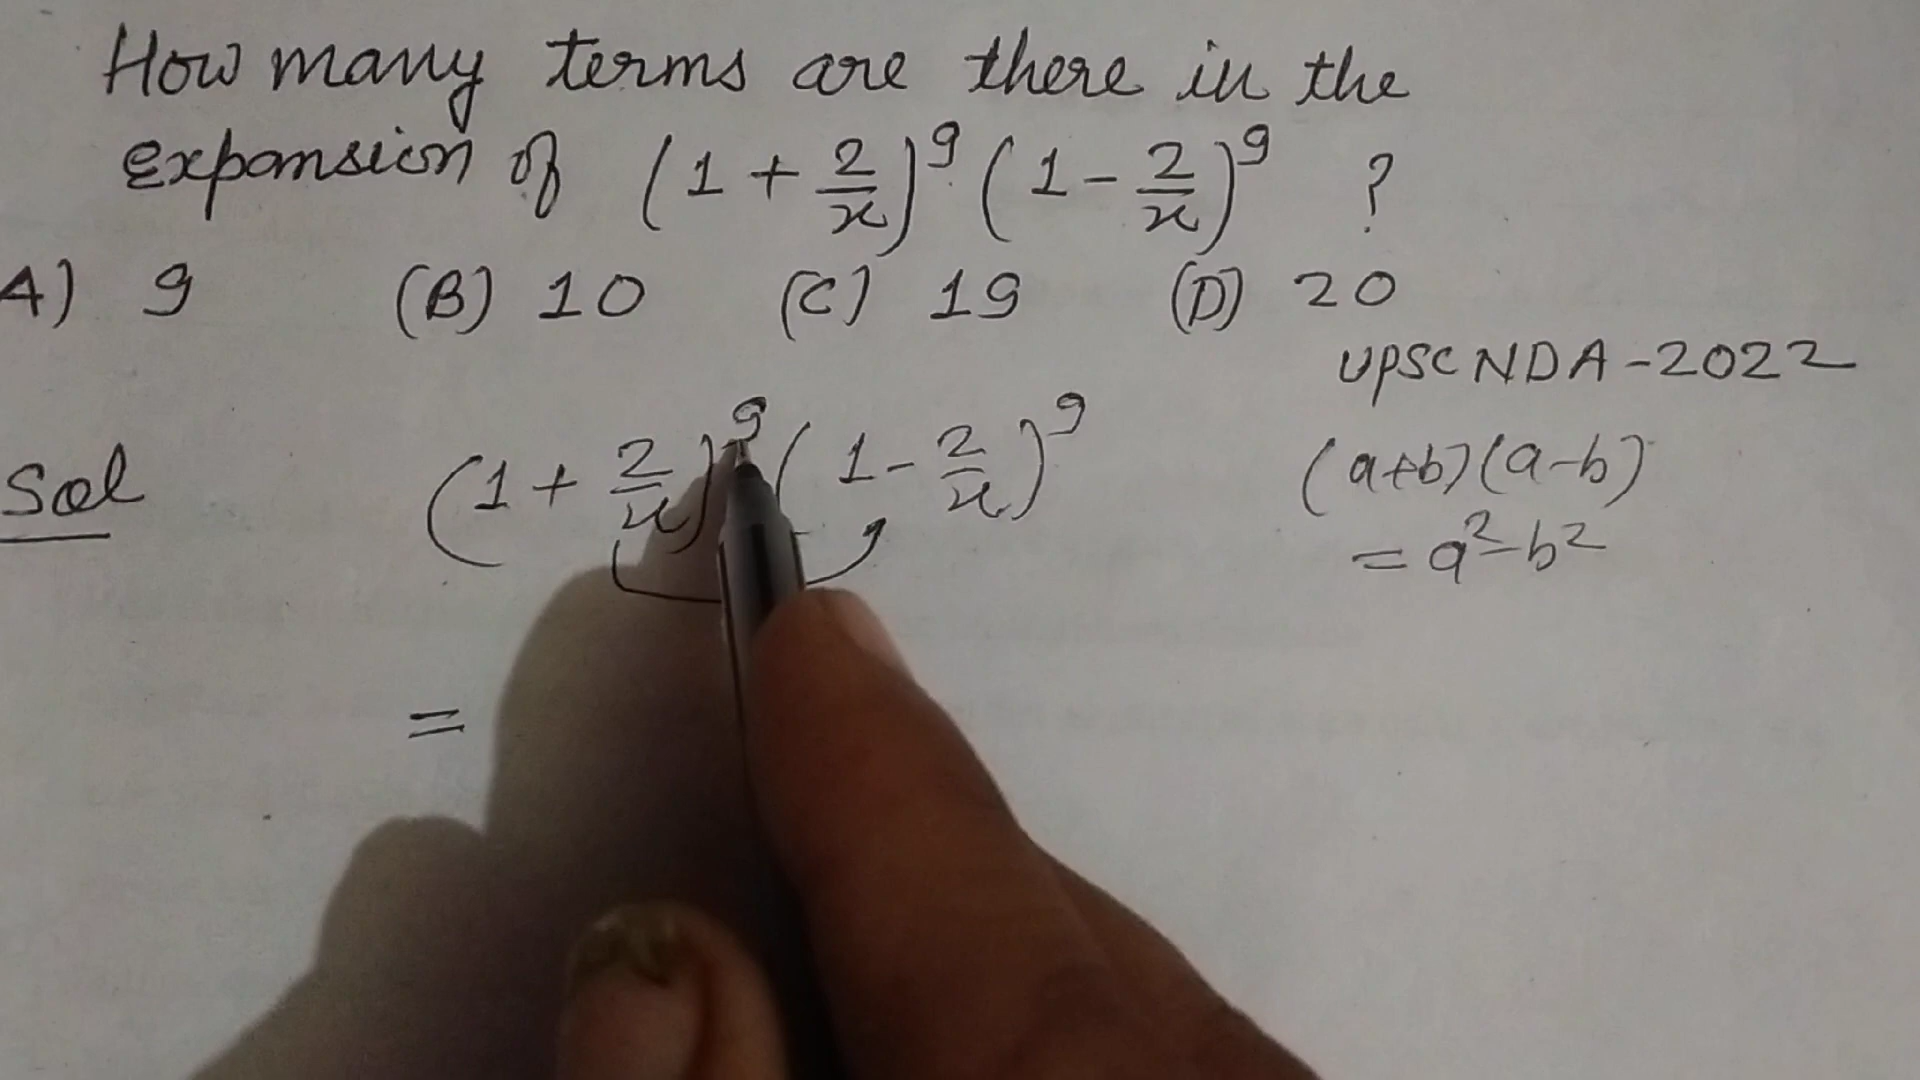 How many terms are there in the
expansion of (1 + 2/x)^9 (1 - 2/x)^9 ?
A) 9 (B) 10 (C) 19 (D) 20
UPSC NDA - 2022
Sol (1 + 2/x)^9 (1 - 2/x)^9 (a+b)(a-b)
= a²-b²
=